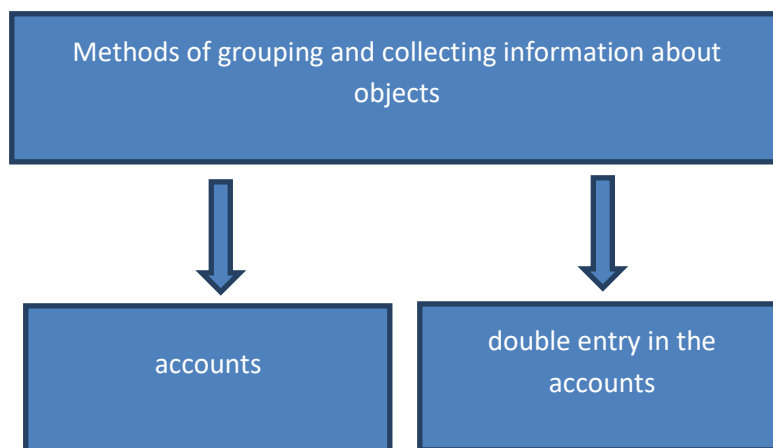 Methods of grouping and collecting information about
objects
accounts
double entry in the
accounts